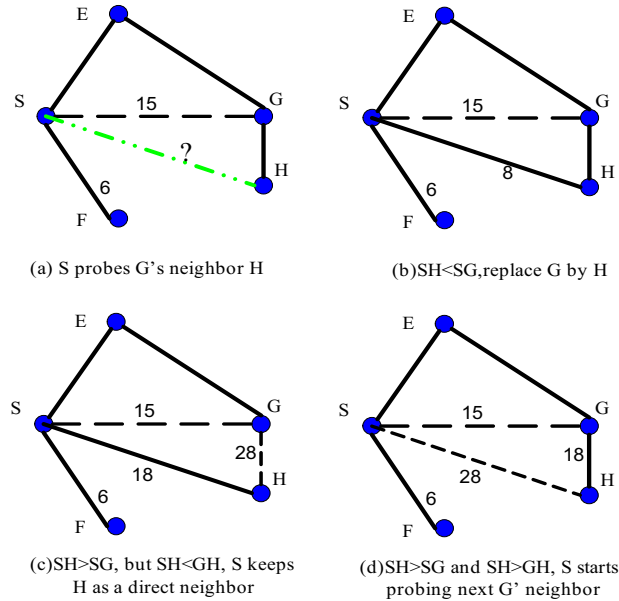 E
S
15
G
?
H
6
F
(a) S probes G's neighbor H
E
S
15
G
8
H
6
F
(b)SH<SG,replace G by H
E
S
15
G
28
18
H
6
F
(c)SH>SG, but SH<GH, S keeps
H as a direct neighbor
E
S
15
G
18
28
H
6
F
(d)SH>SG and SH>GH, S starts
probing next G' neighbor